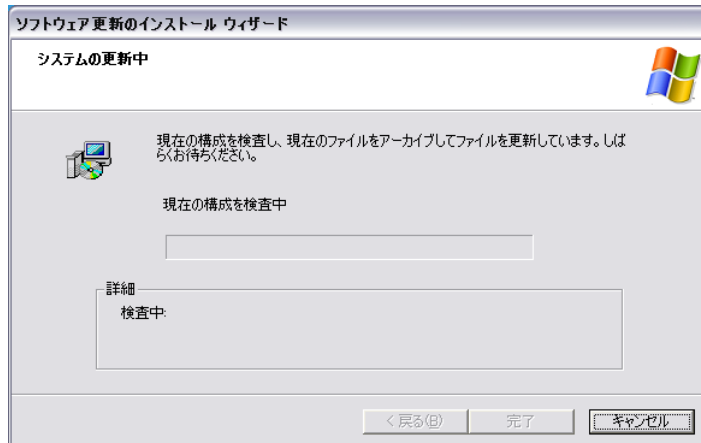 ソフトウェア更新のインストール ウィザード
システムの更新中
現在の構成を検査し、現在のファイルをアーカイブしてファイルを更新しています。しば
らくお待ちください。
現在の構成を検査中
詳細
検査中:
< 戻る(B)
完了
キャンセル